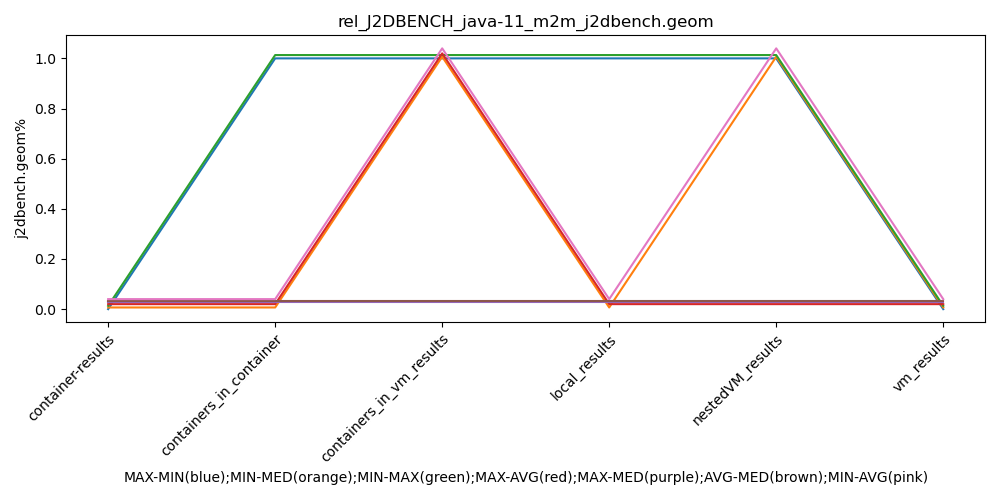 rel_J2DBENCH_java-11_m2m_j2dbench.geom
j2dbench.geom%
1.0
0.8
0.6
0.4
0.2
0.0
container-results
containers_in_container
containers_in_vm_results
local_results
nestedVM_results
vm_results
MAX-MIN(blue);MIN-MED(orange);MIN-MAX(green);MAX-AVG(red);MAX-MED(purple);AVG-MED(brown);MIN-AVG(pink)